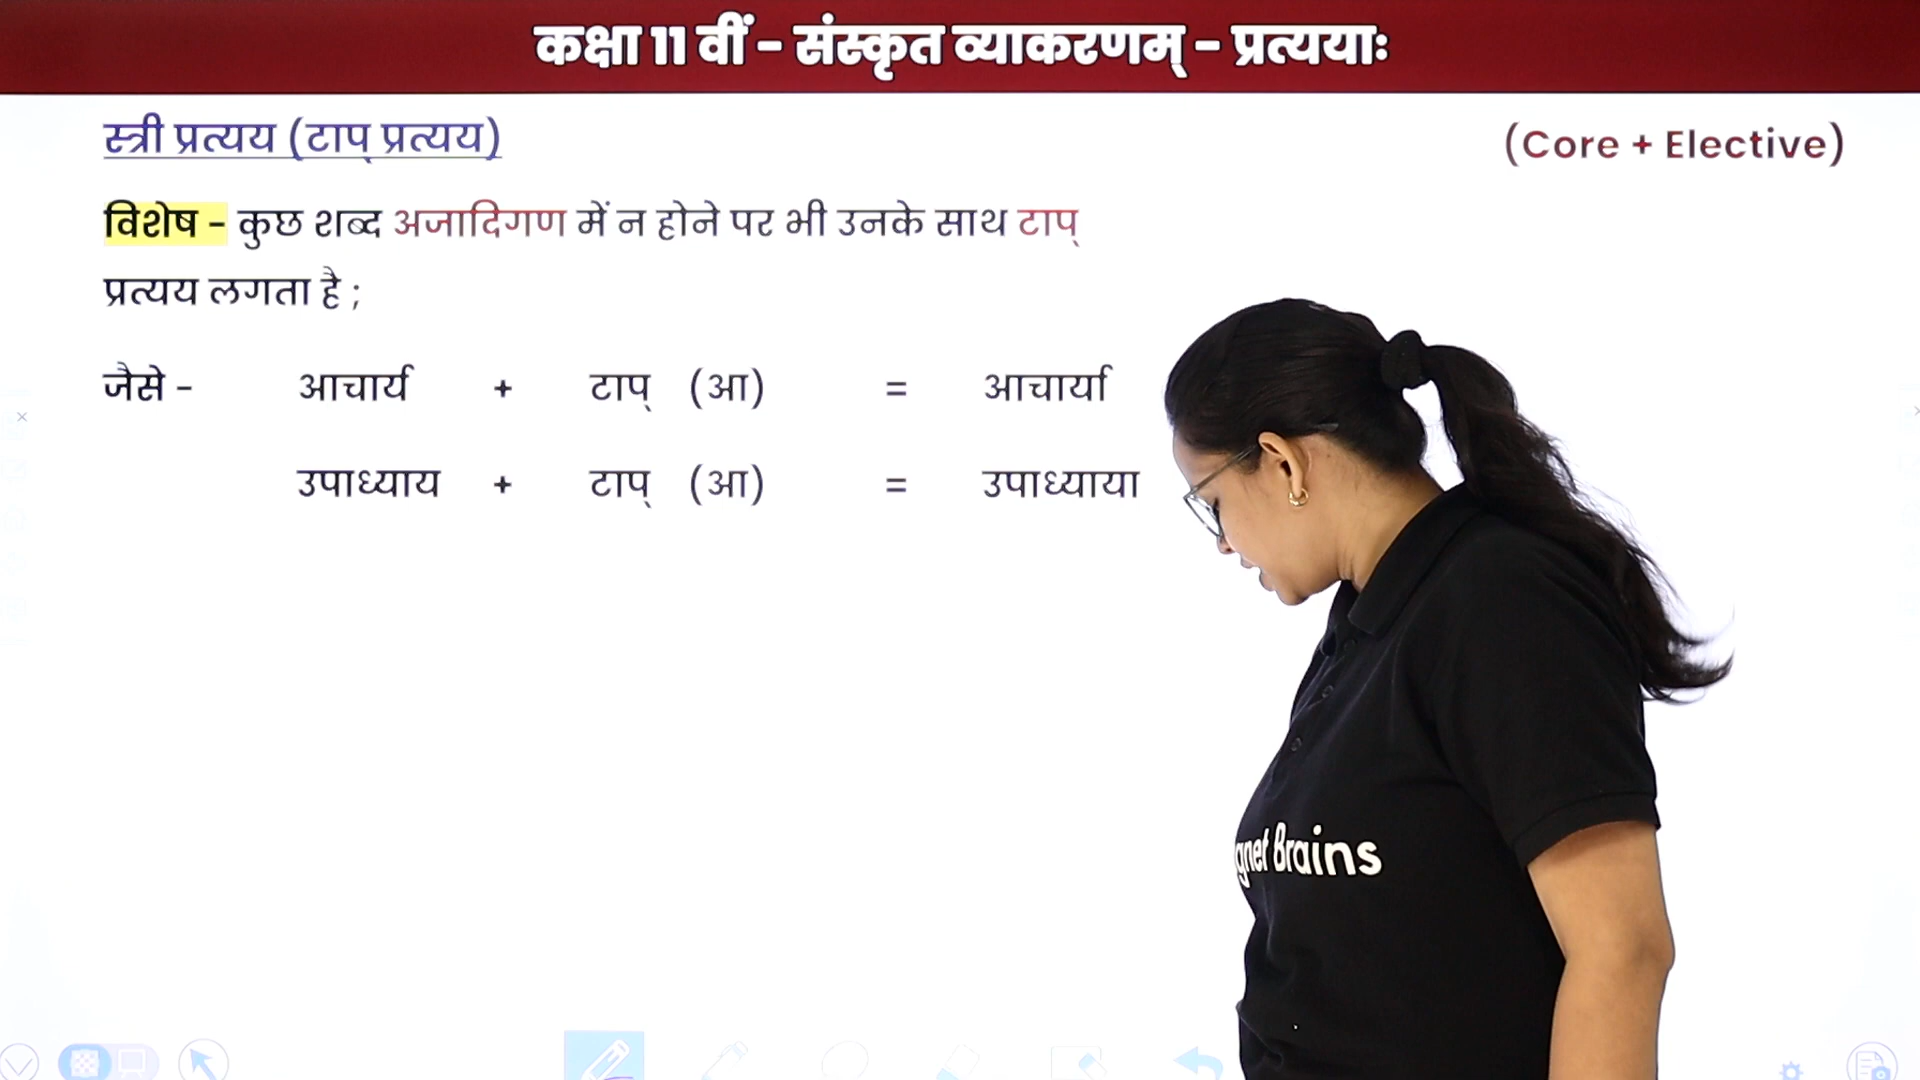 कक्षा 11 वीं - संस्कृत व्याकरणम् - प्रत्ययाः
स्त्री प्रत्यय (टाप् प्रत्यय)
(Core + Elective)
विशेष - कुछ शब्द अजादिगण में न होने पर भी उनके साथ टाप्
प्रत्यय लगता है ;
जैसे - आचार्य + टाप् (आ) = आचार्या
उपाध्याय + टाप् (आ) = उपाध्याया
gnet Brains